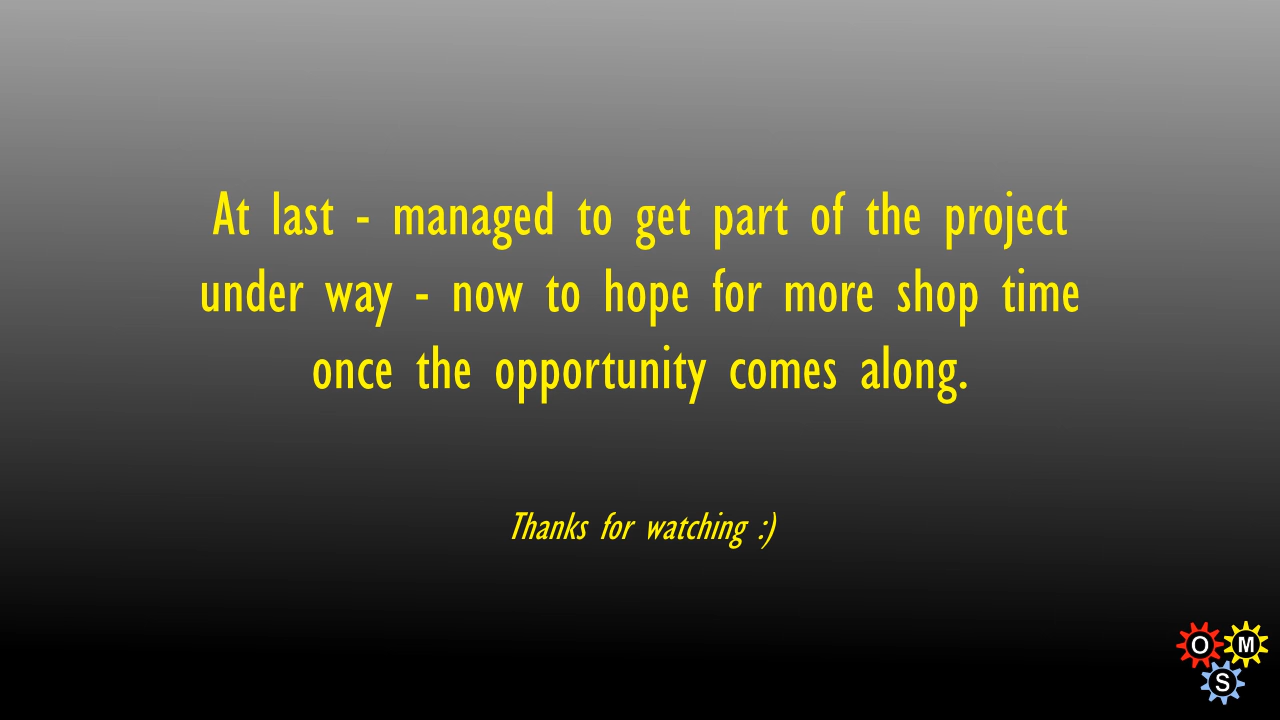 At last - managed to get part of the project
under way - now to hope for more shop time
once the opportunity comes along.
Thanks for watching :)
O M
S